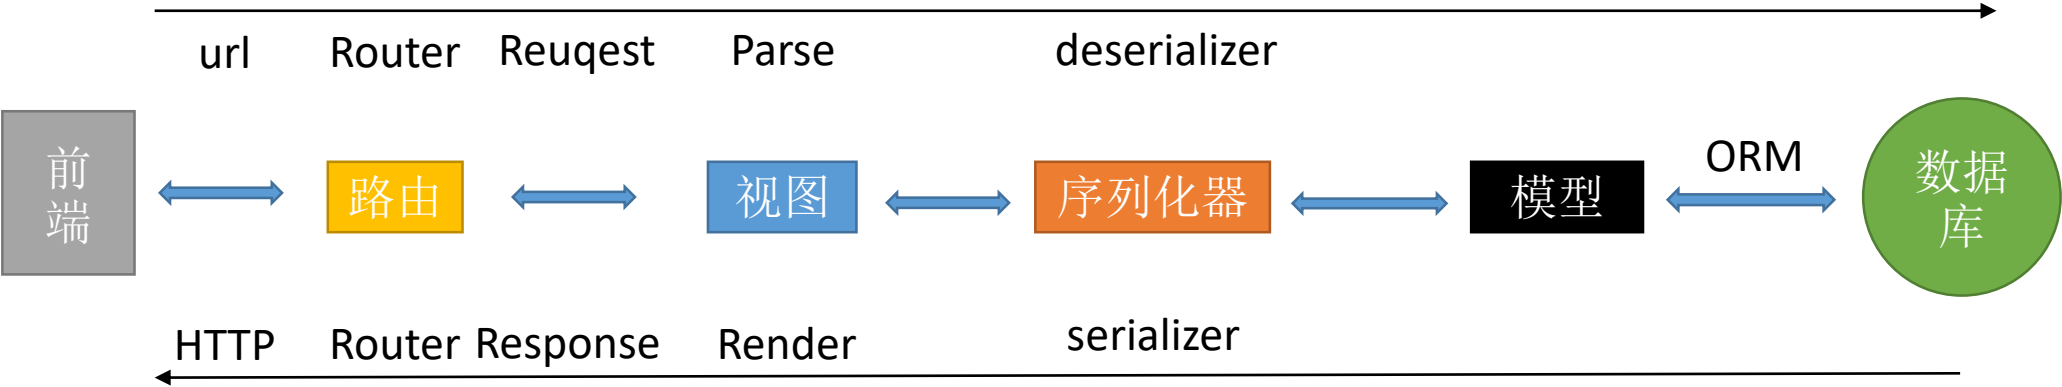 url Router Reuqest Parse deserializer
前
端
路由
视图
序列化器
模型
ORM
数据
库
HTTP Router Response Render serializer